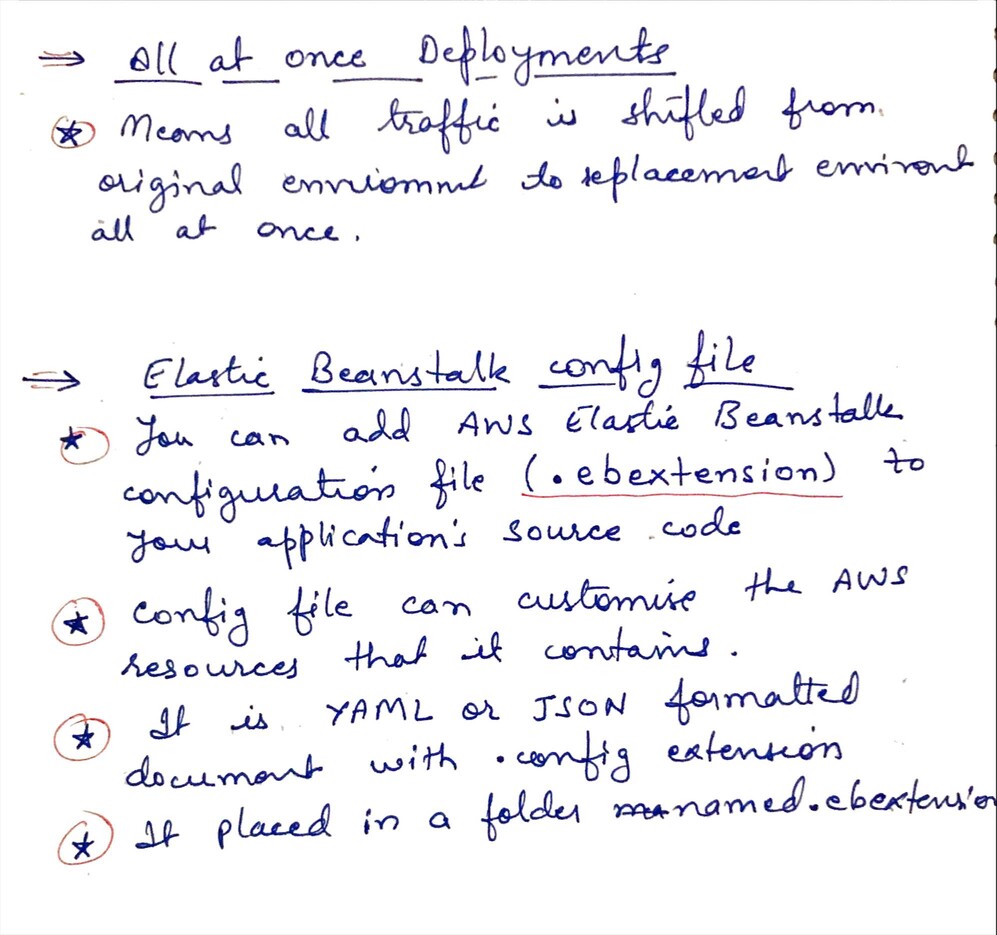 ⇒ All at once Deployments
★ Means all traffic is shifted from
original enviomnt to replacement environt
all at once.
⇒ Elastic Beanstalk config file
★ You can add AWS Elastic Beanstalk
configuration file (.ebextension) to
your application's source code
★ config file can customise the AWS
resources that it contains.
★ It is YAML or JSON formatted
document with .config extension
★ It placed in a folder named .ebextension